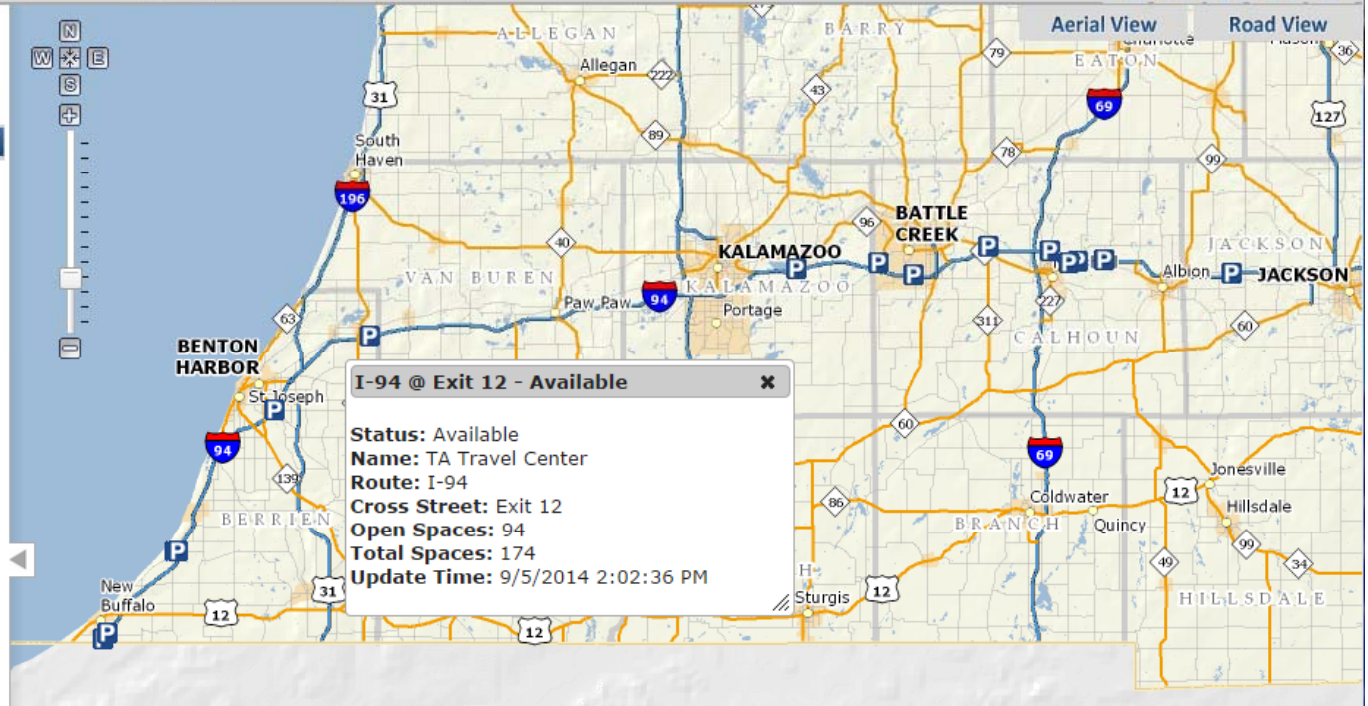 Aerial View
Road View
N
W
E
S
ALLEGAN
BARRY
Charlotte
EATON
Mason
36
79
Allegan
222
43
69
31
127
89
South
Haven
78
99
196
96
BATTLE
CREEK
40
KALAMAZOO
P
P
P
P
P
P
P
P
JACKSON
Albion
JACKSON
VAN BUREN
94
KALAMAZOO
Paw Paw
Portage
227
63
311
60
CALHOUN
P
BENTON
HARBOR
St Joseph
P
94
I-94 @ Exit 12 - Available
Status: Available
Name: TA Travel Center
Route: I-94
Cross Street: Exit 12
Open Spaces: 94
Total Spaces: 174
Update Time: 9/5/2014 2:02:36 PM
60
69
139
Jonesville
12
86
Coldwater
Hillsdale
BERRIEN
BRANCH
Quincy
P
99
49
34
New
Buffalo
31
H
12
Sturgis
12
HILLSDALE
P
12